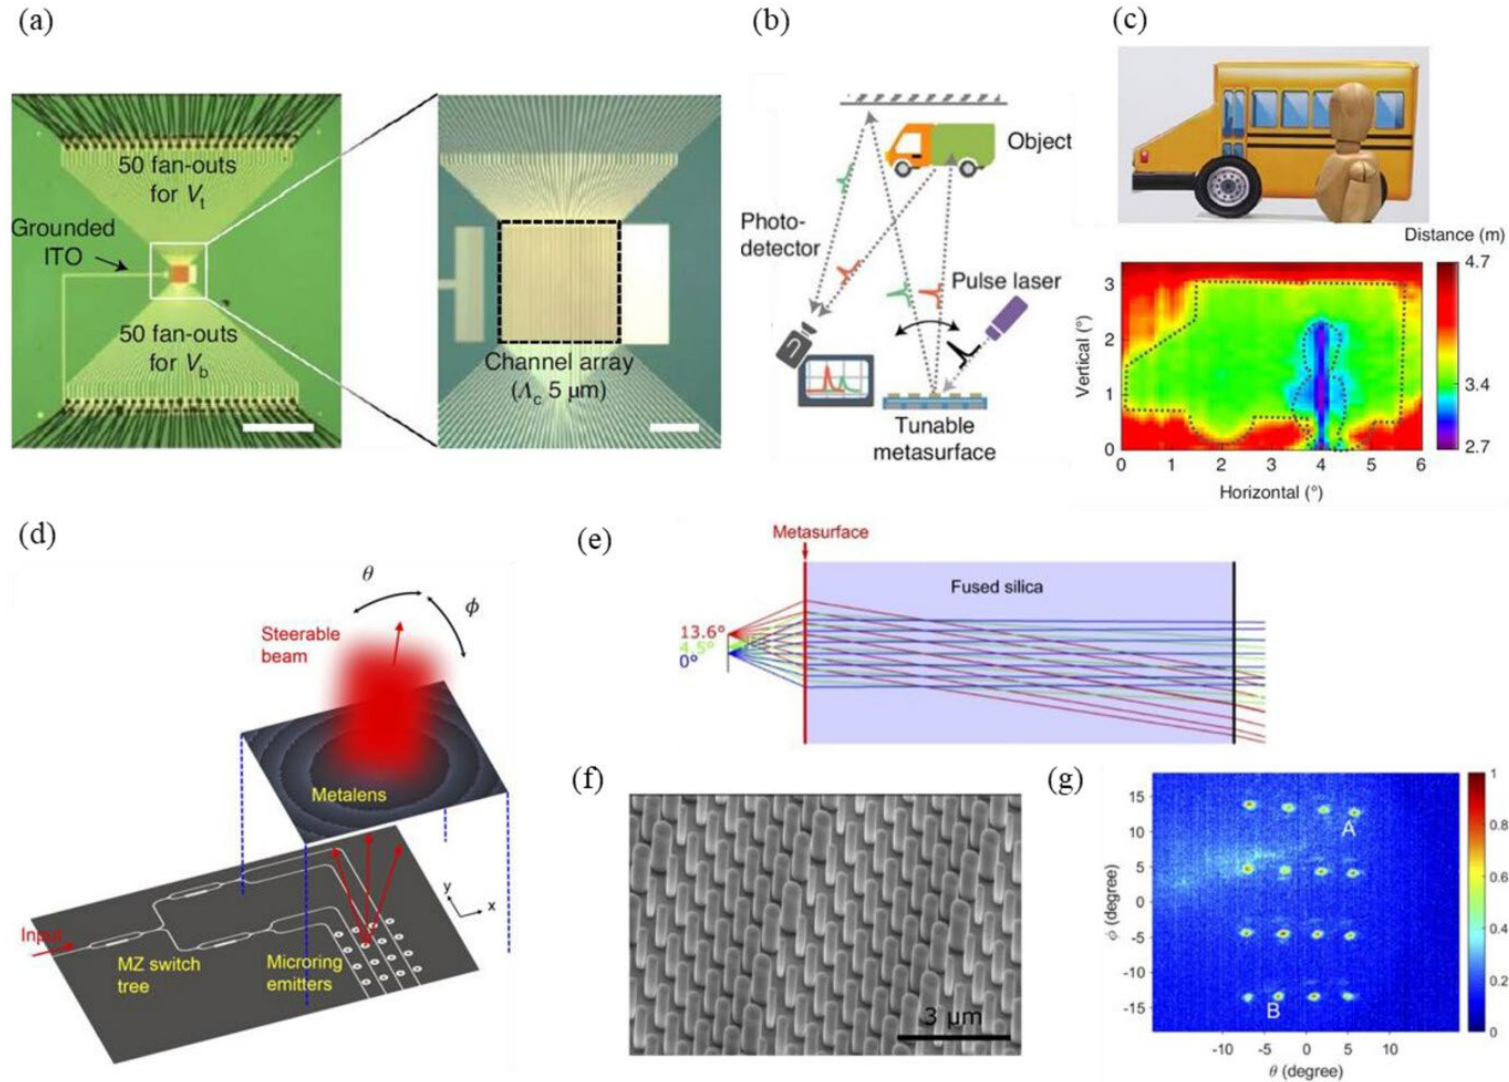 (a)
50 fan-outs
for Vt
Grounded
ITO
50 fan-outs
for Vb
Channel array
(Λc 5 μm)
(b)
Object
Photo-
detector
Pulse laser
Tunable
metasurface
(c)
Distance (m)
4.7
3.4
2.7
Vertical (°)
3
2
1
0
0 1 2 3 4 5 6
Horizontal (°)
(d)
θ
ϕ
Steerable
beam
Metalens
y
x
Input
MZ switch
tree
Microring
emitters
(e)
Metasurface
Fused silica
13.6°
4.5°
0°
(f)
3 μm
(g)
ϕ (degree)
15
10
5
0
-5
-10
-15
A
B
-10 -5 0 5 10
θ (degree)
1
0.8
0.6
0.4
0.2
0